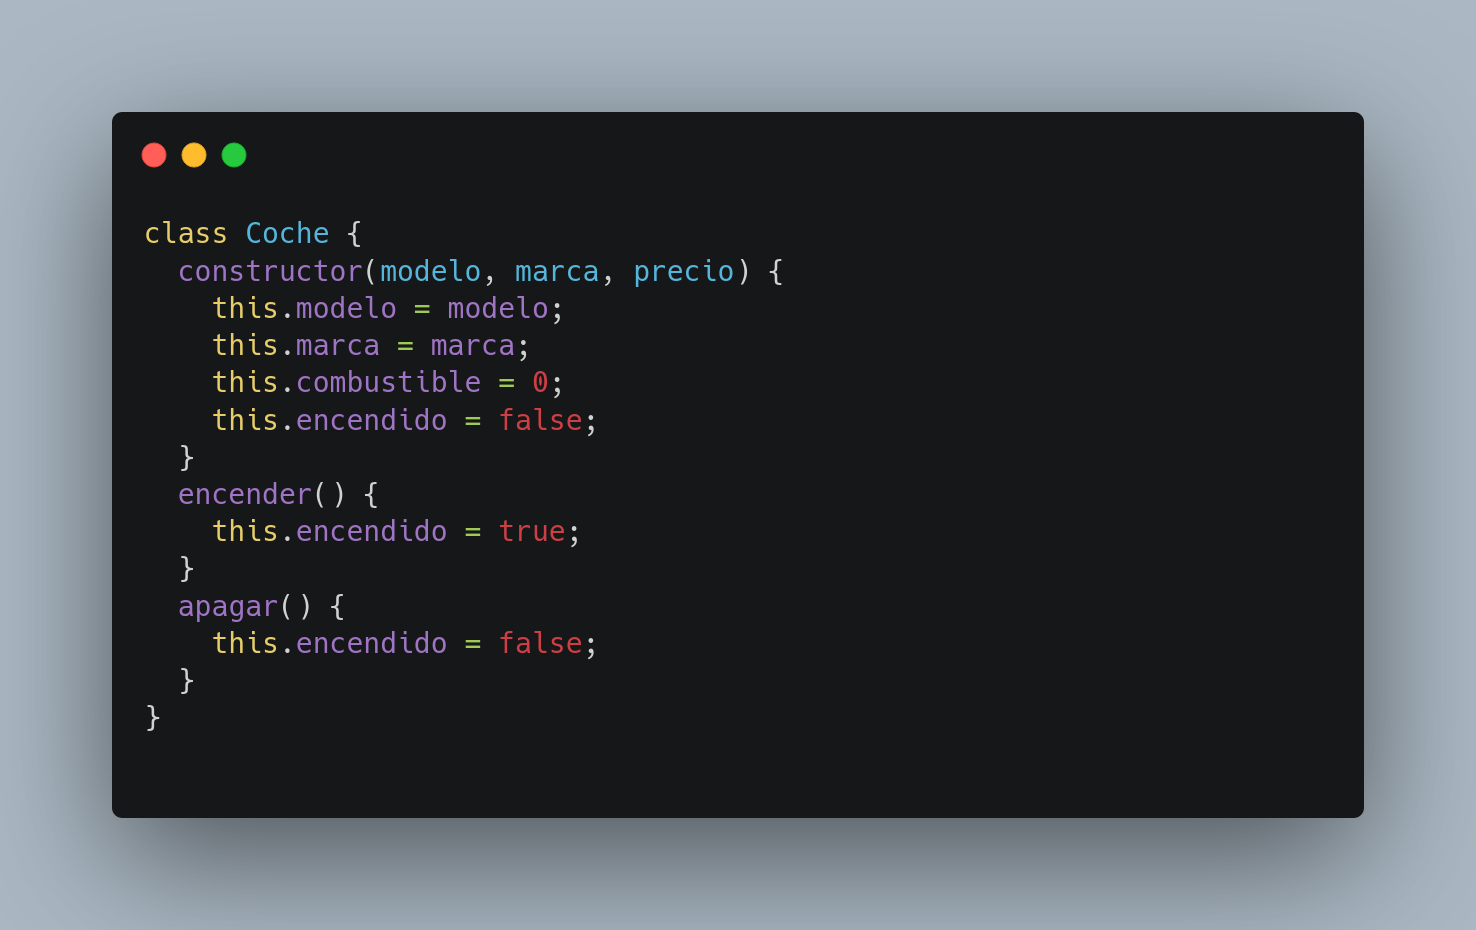 class Coche {
  constructor(modelo, marca, precio) {
    this.modelo = modelo;
    this.marca = marca;
    this.combustible = 0;
    this.encendido = false;
  }
  encender() {
    this.encendido = true;
  }
  apagar() {
    this.encendido = false;
  }
}